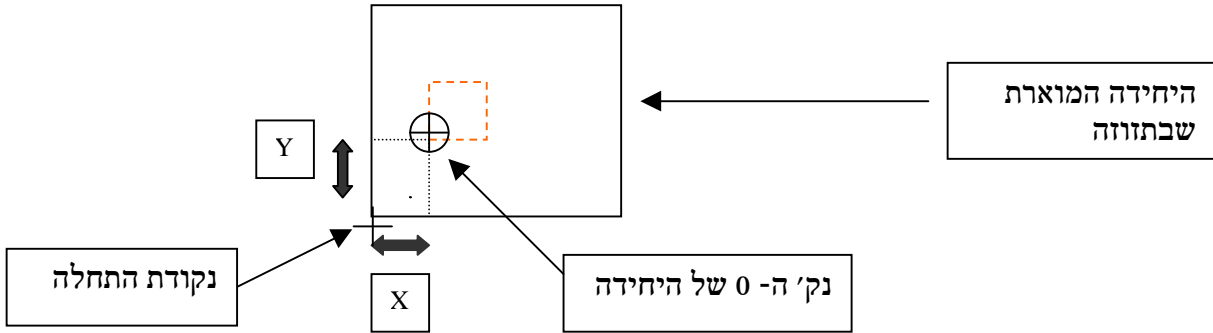 היחידה המוארת
שבתזוזה
Y
נקודת התחלה
X
נק' ה- 0 של היחידה